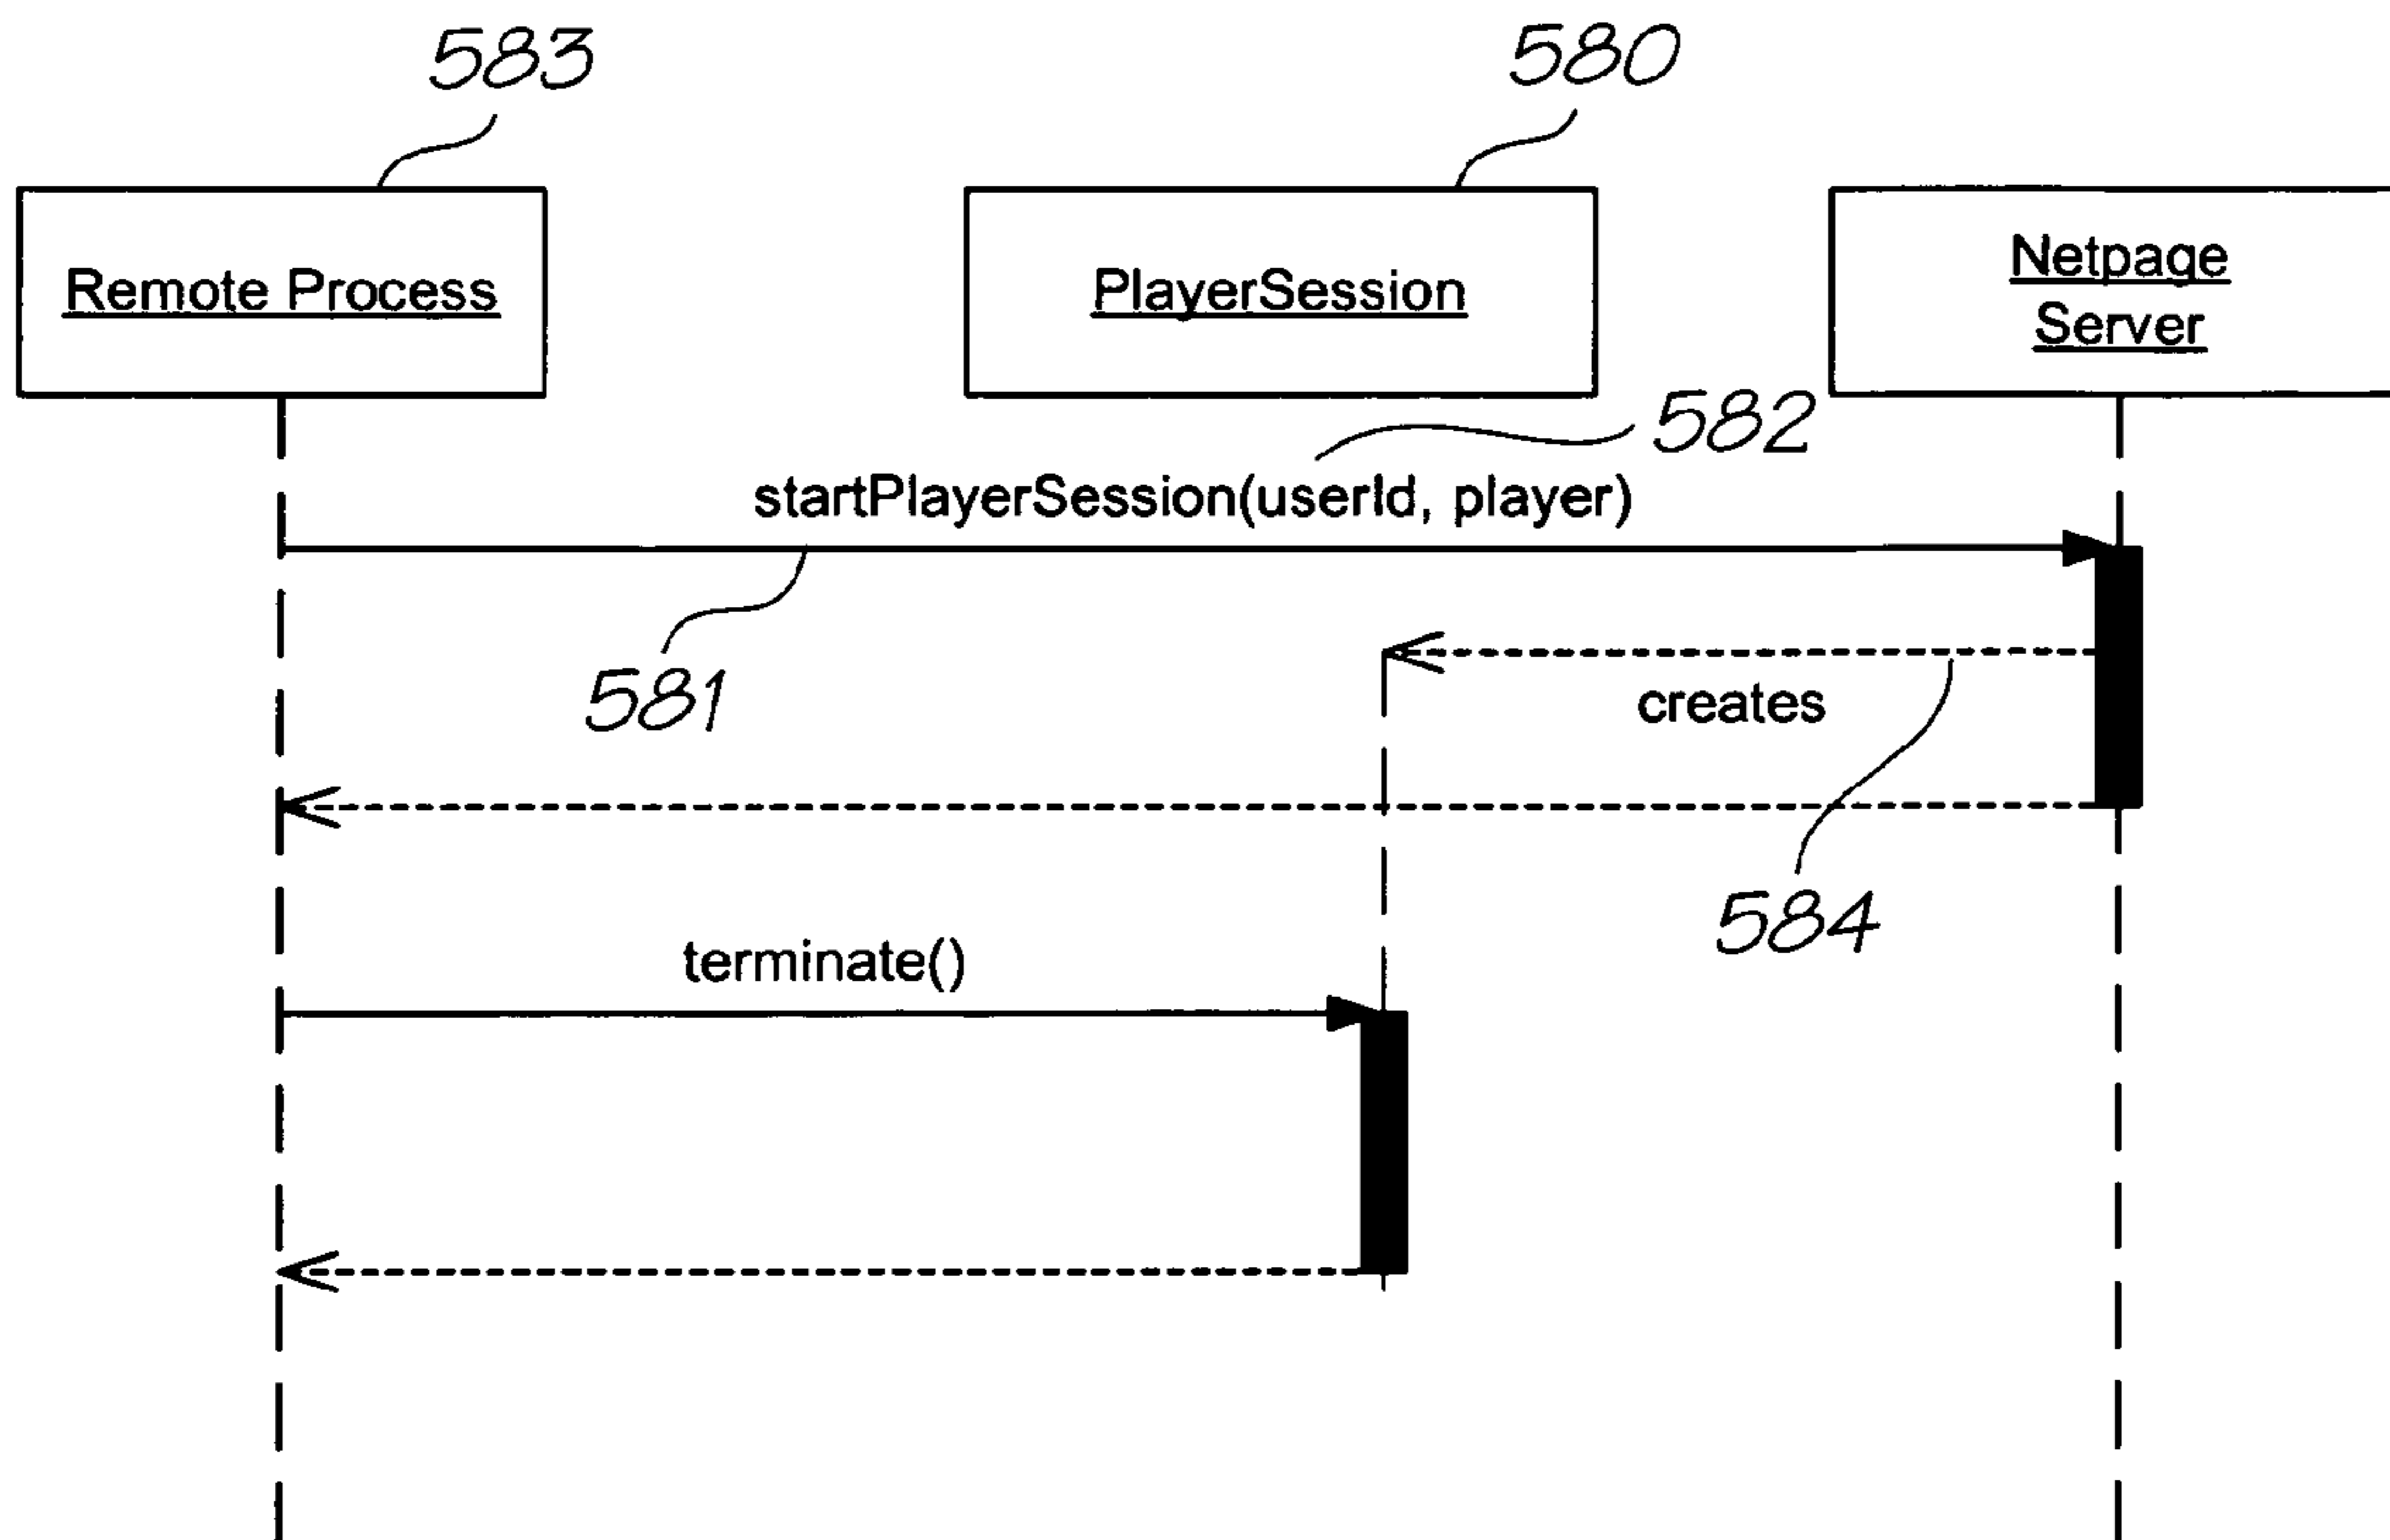 583
580
Remote Process
PlayerSession
Netpage
Server
582
startPlayerSession(userId, player)
581
creates
584
terminate()